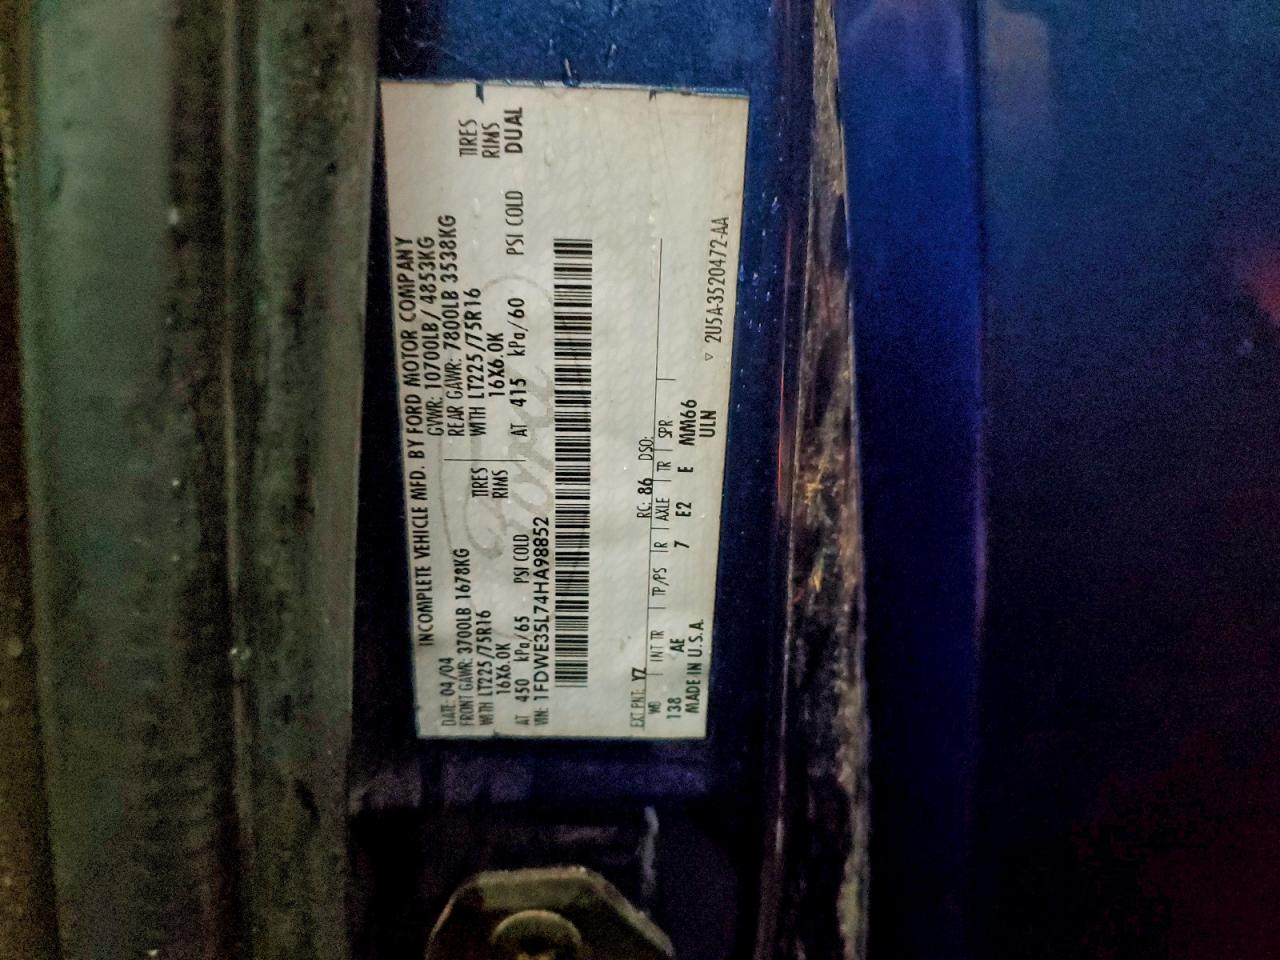 INCOMPLETE VEHICLE MFD. BY FORD MOTOR COMPANY
DATE: 04/04 GVWR: 10700LB / 4853KG
FRONT GAWR: 3700LB 1678KG REAR GAWR: 7800LB 3538KG
WITH LT225/75R16 TIRES WITH LT225/75R16 TIRES
16X6.0K RIMS 16X6.0K RIMS
AT 450 kPa/65 PSI COLD AT 415 kPa/60 PSI COLD DUAL
VIN: 1FDWE35L74HA98852
Ford
EXT PNT: YZ RC: 86 DSO:
WB INT TR TP/PS R AXLE TR SPR
138 AE 7 E2 E MM66
MADE IN U.S.A. ULN
▽ 2U5A-3520472-AA